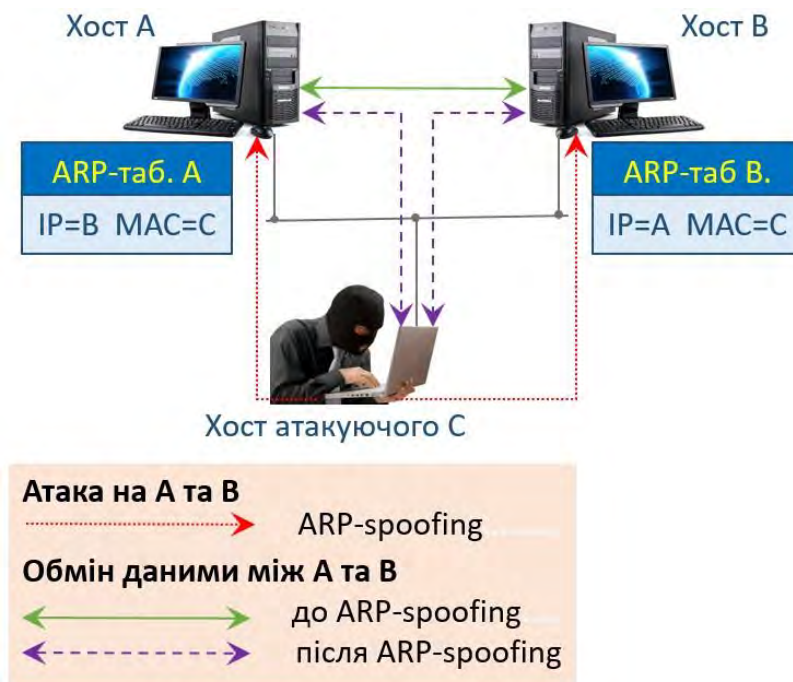 Хост А
Хост В
ARP-таб. А
ARP-таб В.
IP=B MAC=C
IP=A MAC=C
Хост атакуючого С
Атака на А та В
ARP-spoofing
Обмін даними між А та В
до ARP-spoofing
після ARP-spoofing